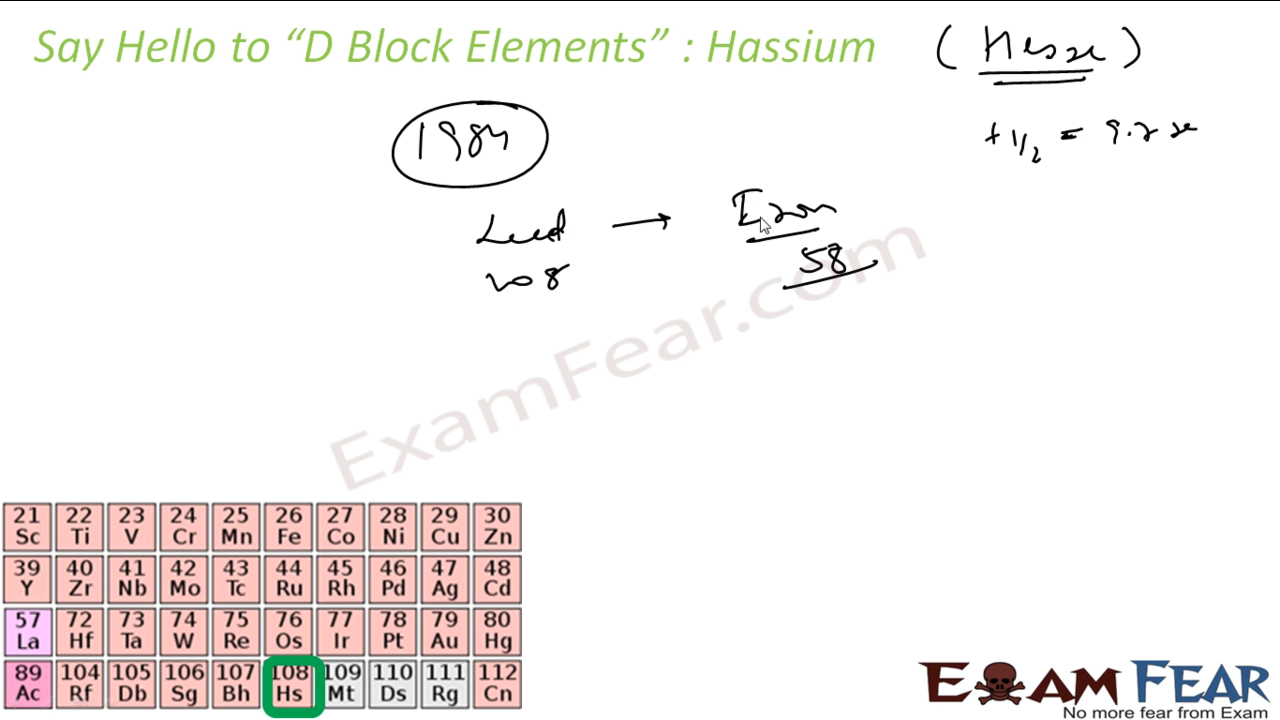 Say Hello to “D Block Elements” : Hassium
( Hesse )
1984
t 1/2 = 9.7 se
Lead → Iron
208
58
ExamFear.com
21 22 23 24 25 26 27 28 29 30
Sc Ti V Cr Mn Fe Co Ni Cu Zn
39 40 41 42 43 44 45 46 47 48
Y Zr Nb Mo Tc Ru Rh Pd Ag Cd
57 72 73 74 75 76 77 78 79 80
La Hf Ta W Re Os Ir Pt Au Hg
89 104 105 106 107 108 109 110 111 112
Ac Rf Db Sg Bh Hs Mt Ds Rg Cn
EXAM FEAR
No more fear from Exam